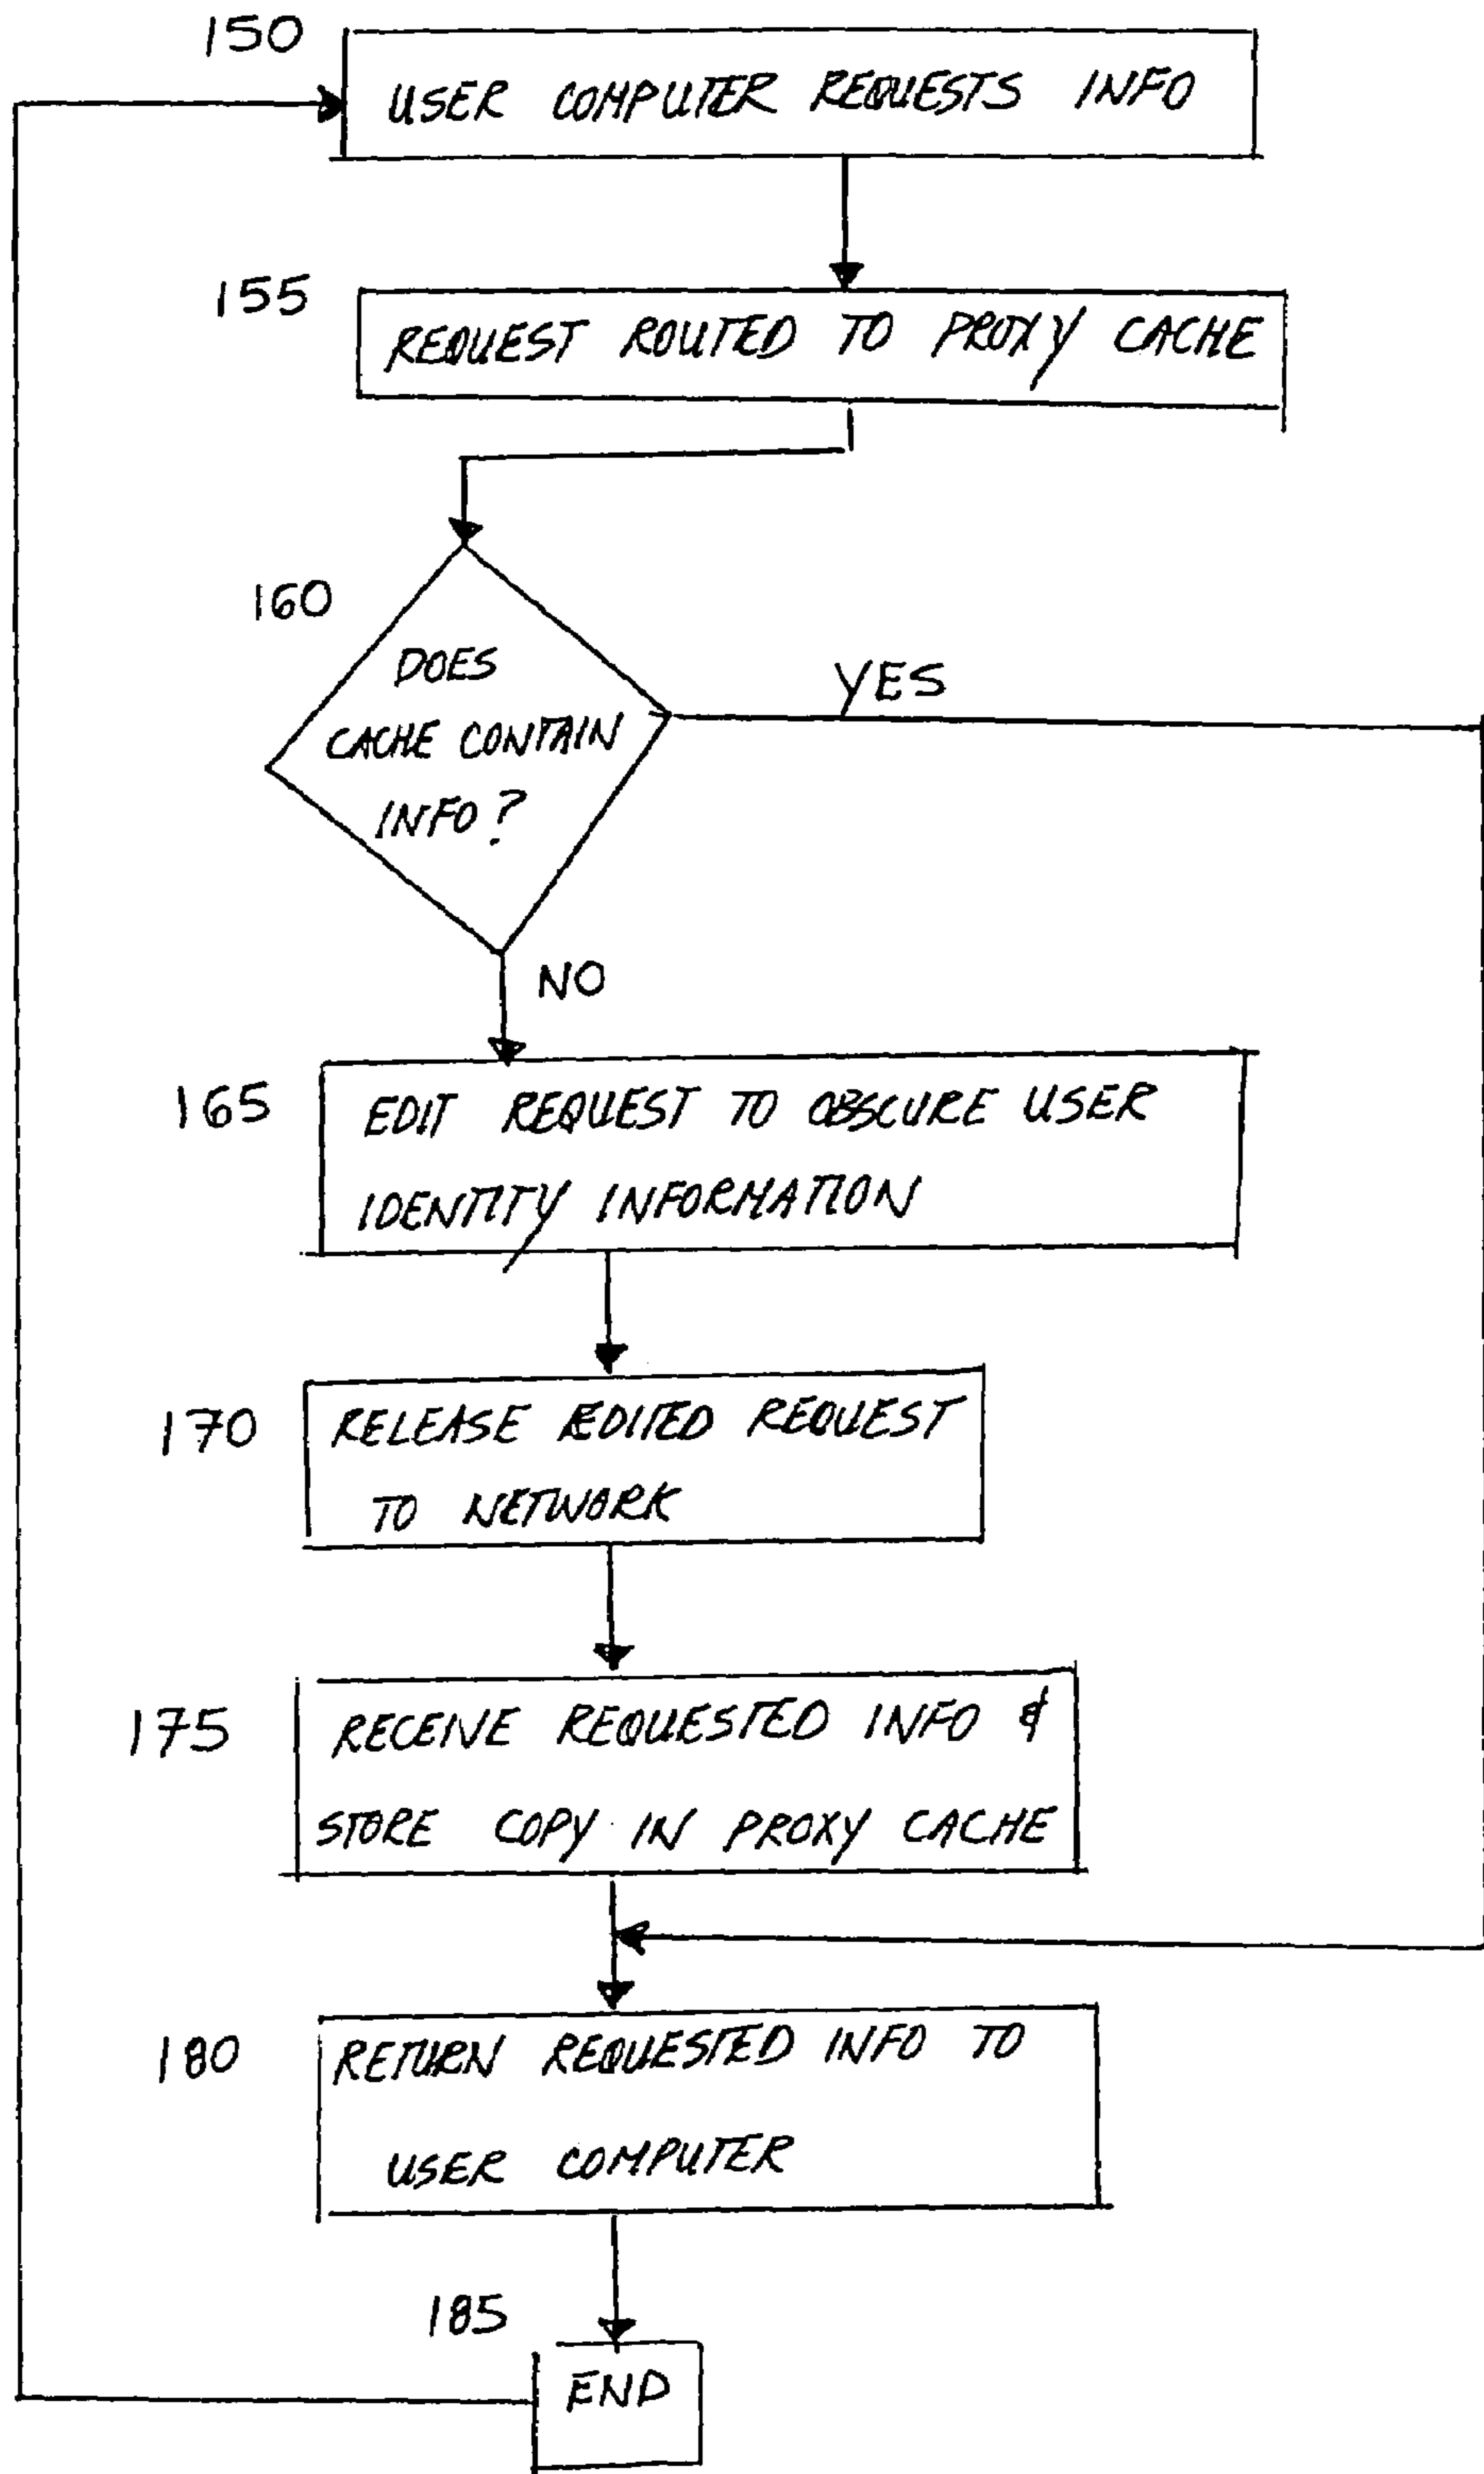 150
USER COMPUTER REQUESTS INFO
155
REQUEST ROUTED TO PROXY CACHE
160
DOES
CACHE CONTAIN
INFO?
YES
NO
165
EDIT REQUEST TO OBSCURE USER
IDENTITY INFORMATION
170
RELEASE EDITED REQUEST
TO NETWORK
175
RECEIVE REQUESTED INFO &
STORE COPY IN PROXY CACHE
180
RETURN REQUESTED INFO TO
USER COMPUTER
185
END